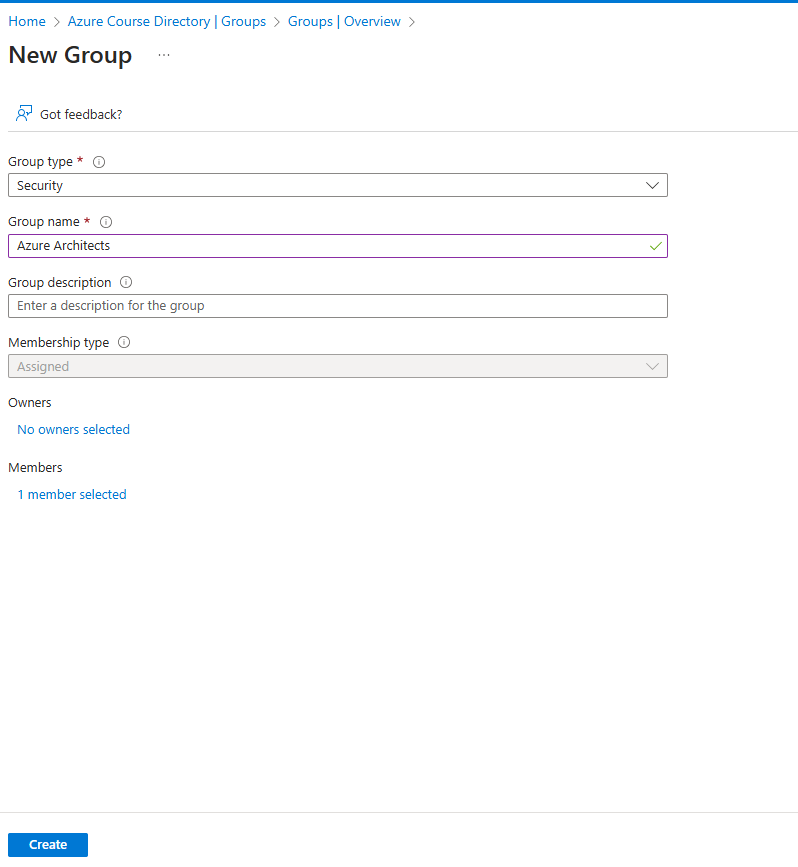 Home > Azure Course Directory | Groups > Groups | Overview >
New Group ...
Got feedback?
Group type *
Security
Group name *
Azure Architects
Group description
Enter a description for the group
Membership type
Assigned
Owners
No owners selected
Members
1 member selected
Create